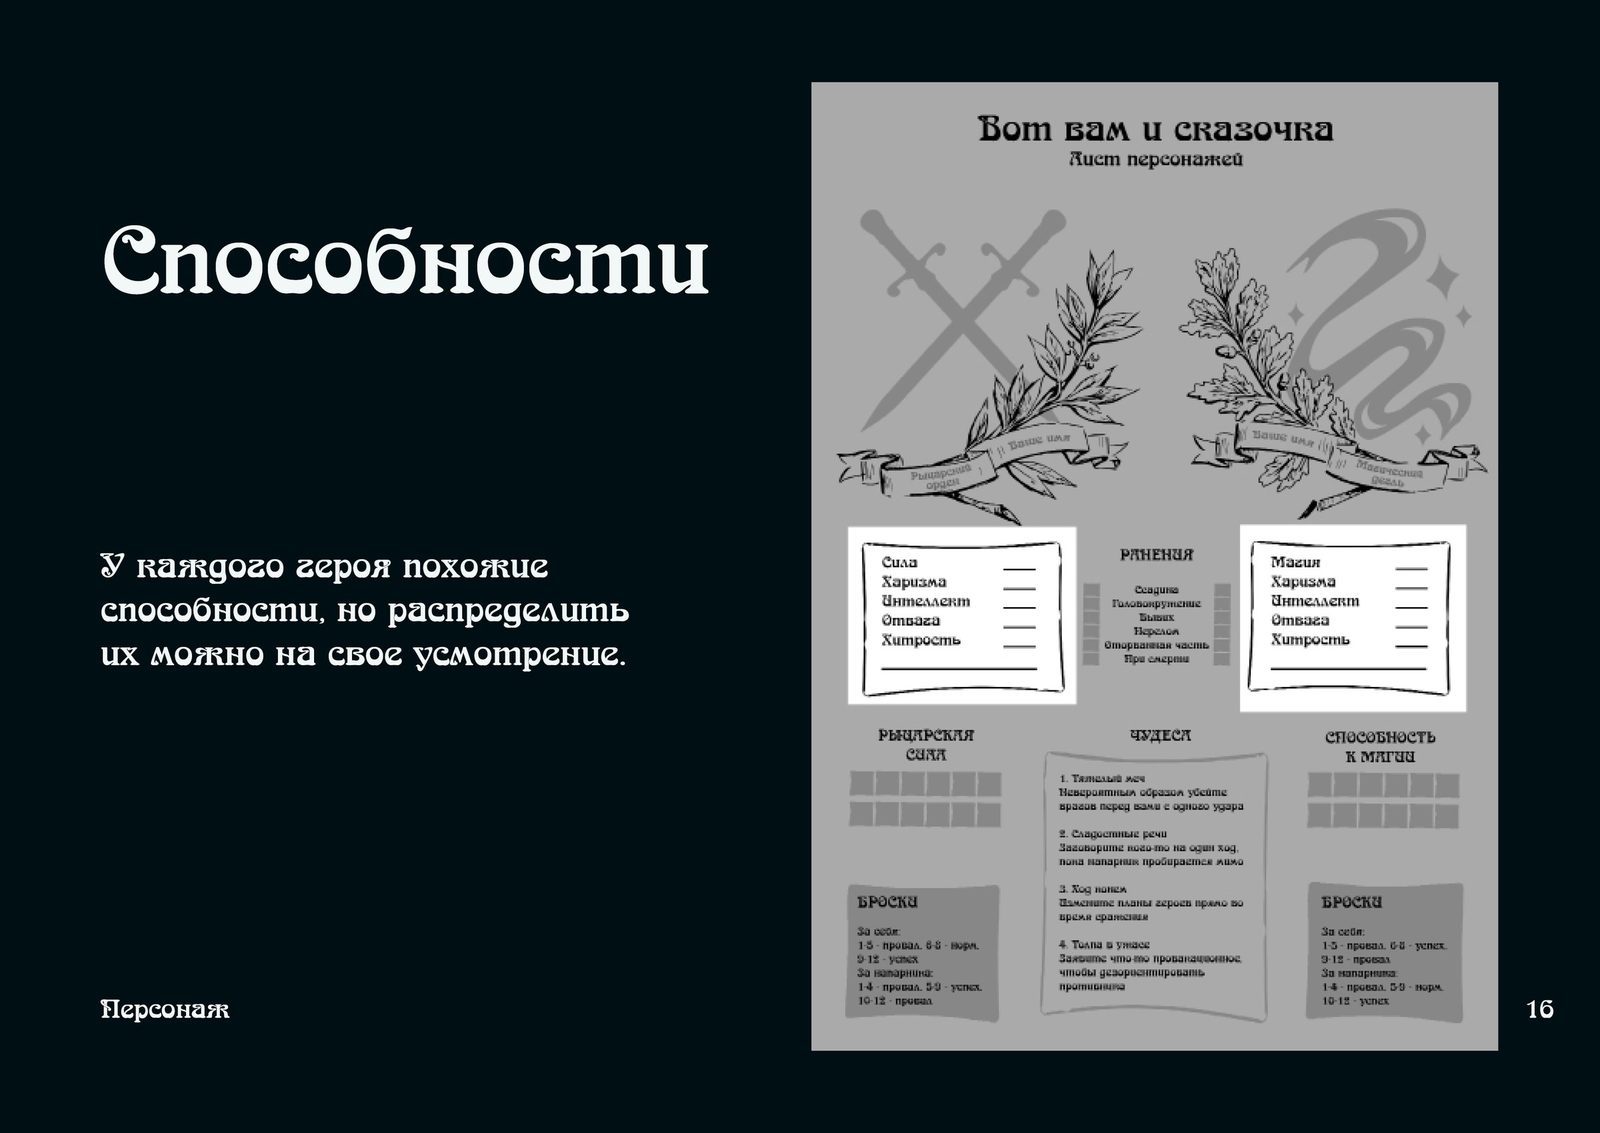 Способности
У каждого героя похожие
способности, но распределить
их можно на свое усмотрение.
Персонаж
16
Вот вам и сказочка
Лист персонажей
Рыцарский
орден
Ваше имя
Ваше имя
Магический
Сила
Харизма
Интеллект
Отвага
Хитрость
РАНЕНИЯ
Ссадина
Головокружение
Вывих
Перелом
Оторванная часть
При смерти
Магия
Харизма
Интеллект
Отвага
Хитрость
РЫЦАРСКАЯ
СИЛА
ЧУДЕСА
1. Тяжелый меч
Невероятным образом убейте
врагов перед вами с одного удара
2. Сладостные речи
Заговорите кого-то на один ход,
пока напарник пробирается мимо
3. Ход конем
Измените планы героев прямо во
время сражения
4. Толпа в ужасе
Заявите что-то провакационное,
чтобы дезориентировать
противника
СПОСОБНОСТЬ
К МАГИИ
БРОСКИ
За себя:
1-5 - провал, 6-8 - норм,
9-12 - успех
За напарника:
1-4 - провал, 5-9 - успех,
10-12 - провал
БРОСКИ
За себя:
1-5 - провал, 6-8 - успех,
9-12 - провал
За напарника:
1-4 - провал, 5-9 - норм,
10-12 - успех